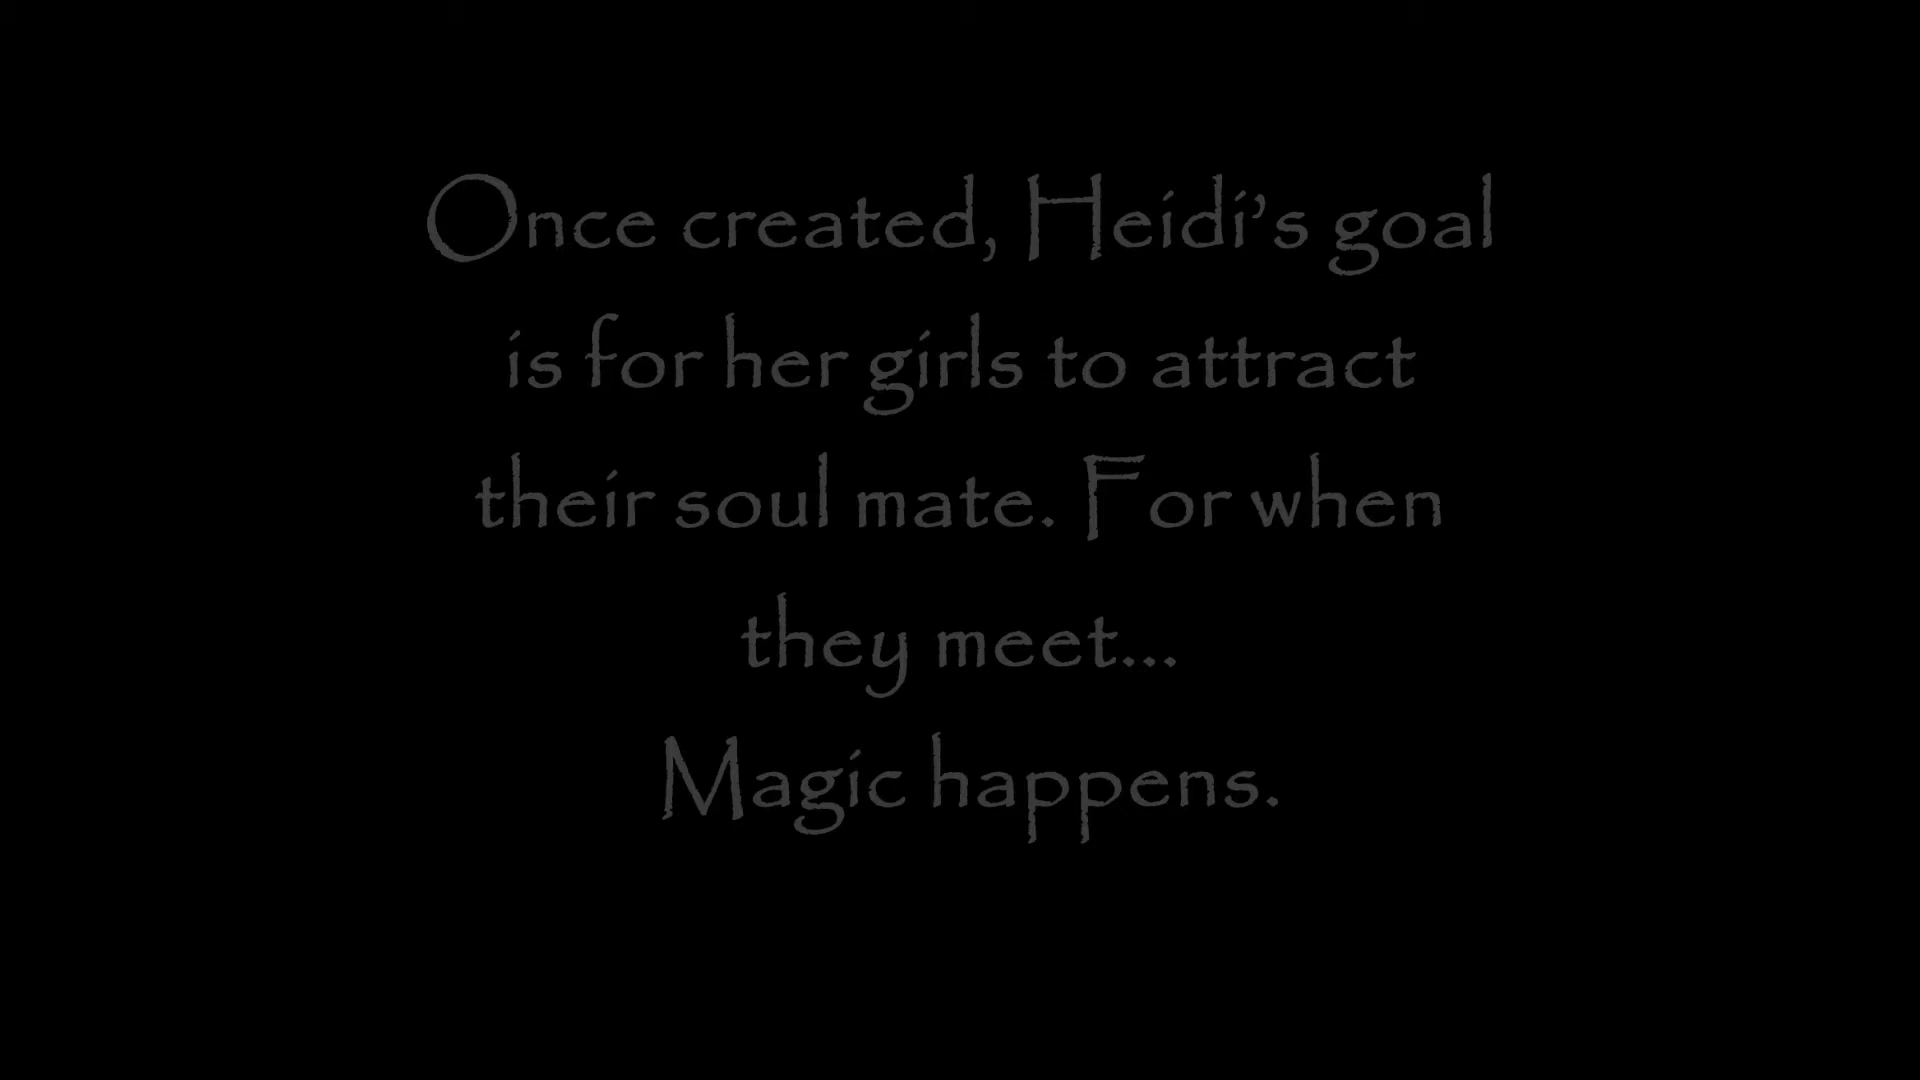 Once created, Heidi’s goal
is for her girls to attract
their soul mate. For when
they meet...
Magic happens.